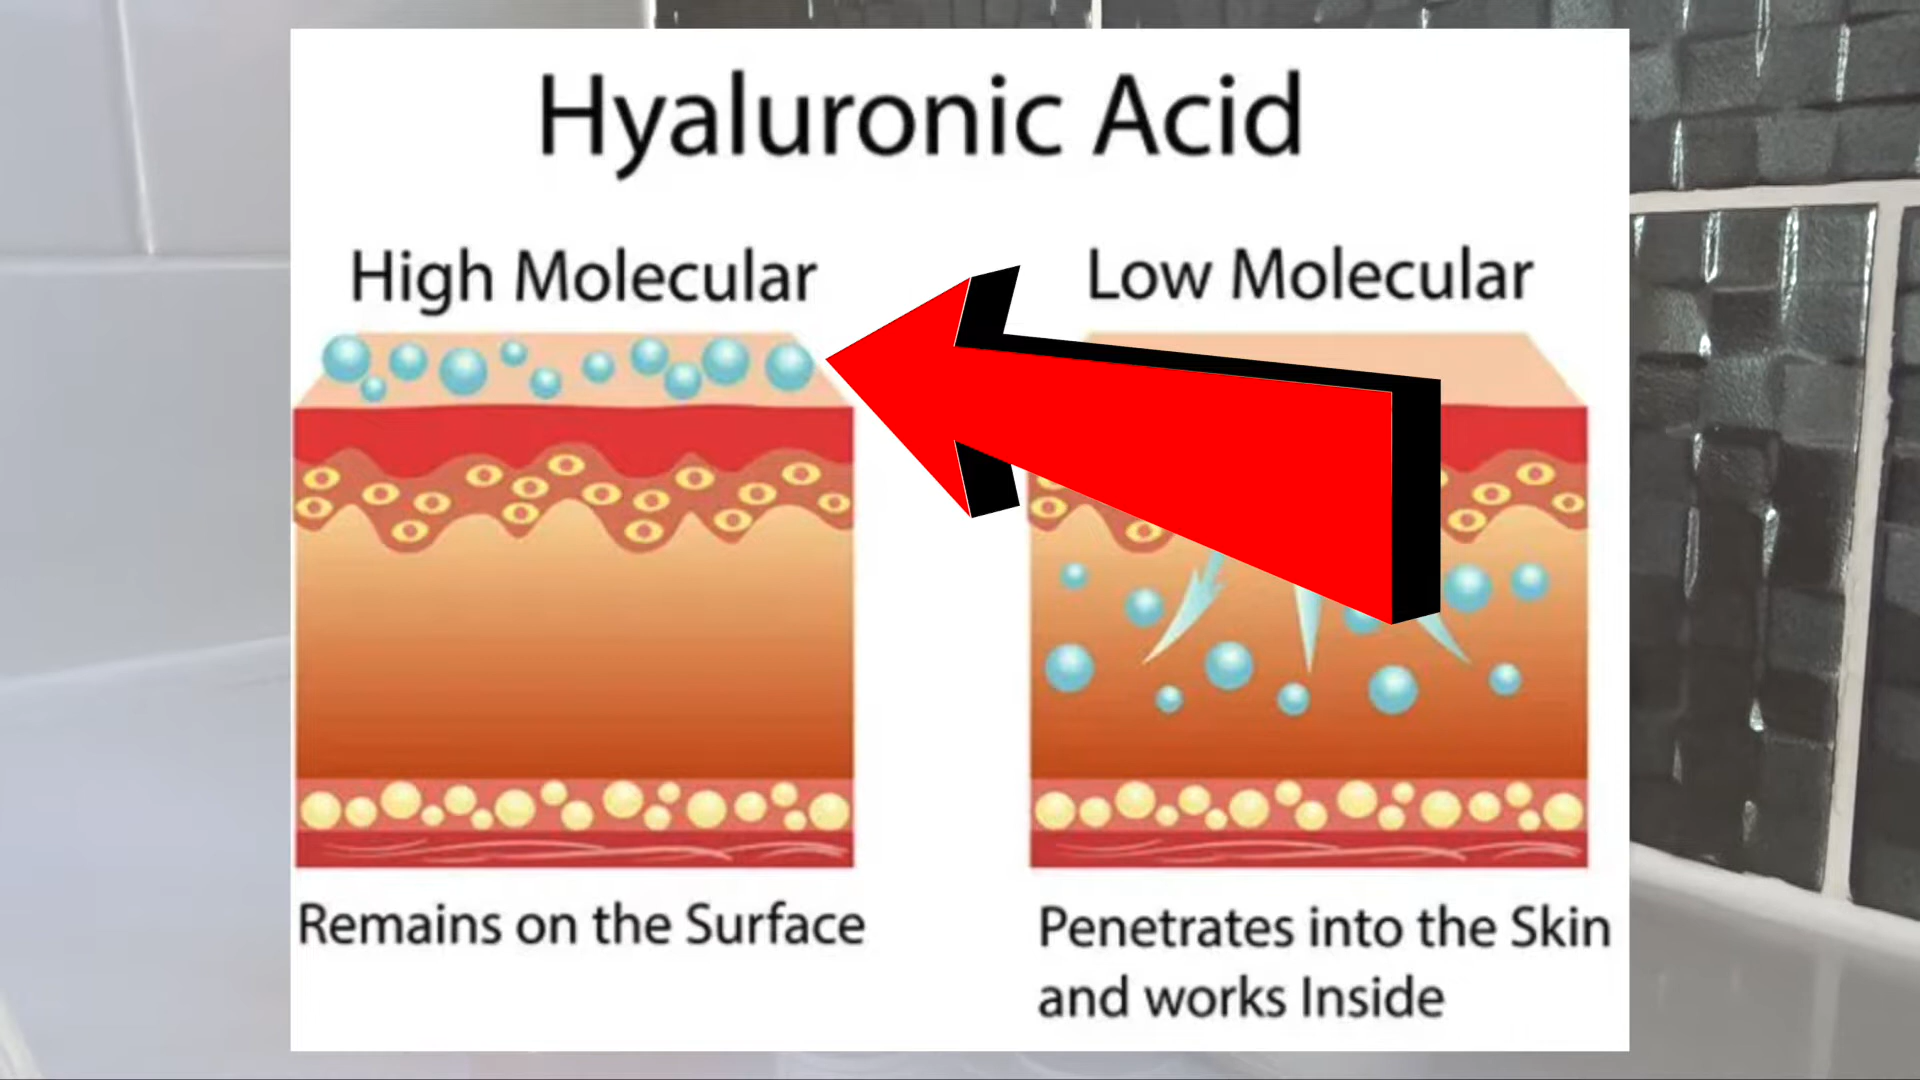 Hyaluronic Acid
High Molecular
Low Molecular
Remains on the Surface
Penetrates into the Skin
and works Inside